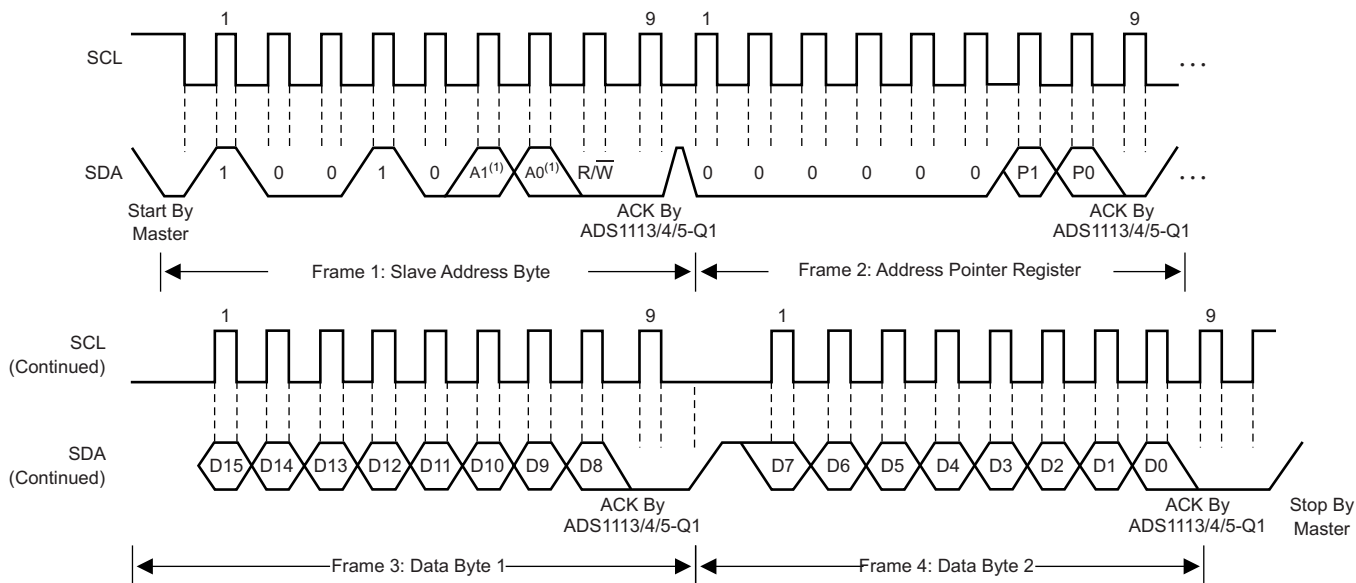 1 9 1 9
SCL ...
SDA 1 0 0 1 0 A1(1) A0(1) R/W̅ 0 0 0 0 0 0 P1 P0 ...
Start By
Master
ACK By
ADS1113/4/5-Q1
ACK By
ADS1113/4/5-Q1
Frame 1: Slave Address Byte
Frame 2: Address Pointer Register
1 9 1 9
SCL
(Continued)
SDA
(Continued)
D15 D14 D13 D12 D11 D10 D9 D8 D7 D6 D5 D4 D3 D2 D1 D0
ACK By
ADS1113/4/5-Q1
ACK By
ADS1113/4/5-Q1
Stop By
Master
Frame 3: Data Byte 1
Frame 4: Data Byte 2